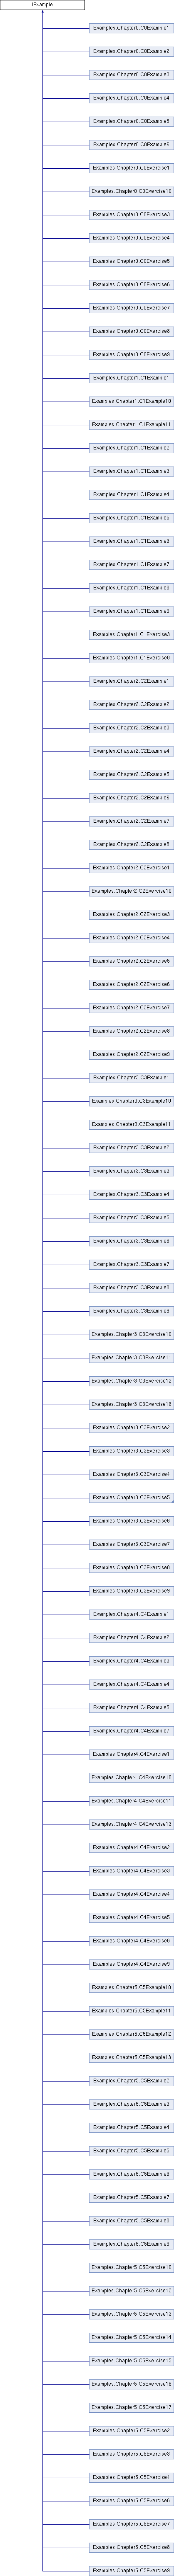 IExample
Examples.Chapter0.C0Example1
Examples.Chapter0.C0Example2
Examples.Chapter0.C0Example3
Examples.Chapter0.C0Example4
Examples.Chapter0.C0Example5
Examples.Chapter0.C0Example6
Examples.Chapter0.C0Exercise1
Examples.Chapter0.C0Exercise10
Examples.Chapter0.C0Exercise3
Examples.Chapter0.C0Exercise4
Examples.Chapter0.C0Exercise5
Examples.Chapter0.C0Exercise6
Examples.Chapter0.C0Exercise7
Examples.Chapter0.C0Exercise8
Examples.Chapter0.C0Exercise9
Examples.Chapter1.C1Example1
Examples.Chapter1.C1Example10
Examples.Chapter1.C1Example11
Examples.Chapter1.C1Example2
Examples.Chapter1.C1Example3
Examples.Chapter1.C1Example4
Examples.Chapter1.C1Example5
Examples.Chapter1.C1Example6
Examples.Chapter1.C1Example7
Examples.Chapter1.C1Example8
Examples.Chapter1.C1Example9
Examples.Chapter1.C1Exercise3
Examples.Chapter1.C1Exercise8
Examples.Chapter2.C2Example1
Examples.Chapter2.C2Example2
Examples.Chapter2.C2Example3
Examples.Chapter2.C2Example4
Examples.Chapter2.C2Example5
Examples.Chapter2.C2Example6
Examples.Chapter2.C2Example7
Examples.Chapter2.C2Example8
Examples.Chapter2.C2Exercise1
Examples.Chapter2.C2Exercise10
Examples.Chapter2.C2Exercise3
Examples.Chapter2.C2Exercise4
Examples.Chapter2.C2Exercise5
Examples.Chapter2.C2Exercise6
Examples.Chapter2.C2Exercise7
Examples.Chapter2.C2Exercise8
Examples.Chapter2.C2Exercise9
Examples.Chapter3.C3Example1
Examples.Chapter3.C3Example10
Examples.Chapter3.C3Example11
Examples.Chapter3.C3Example2
Examples.Chapter3.C3Example3
Examples.Chapter3.C3Example4
Examples.Chapter3.C3Example5
Examples.Chapter3.C3Example6
Examples.Chapter3.C3Example7
Examples.Chapter3.C3Example8
Examples.Chapter3.C3Example9
Examples.Chapter3.C3Exercise10
Examples.Chapter3.C3Exercise11
Examples.Chapter3.C3Exercise12
Examples.Chapter3.C3Exercise16
Examples.Chapter3.C3Exercise2
Examples.Chapter3.C3Exercise3
Examples.Chapter3.C3Exercise4
Examples.Chapter3.C3Exercise5
Examples.Chapter3.C3Exercise6
Examples.Chapter3.C3Exercise7
Examples.Chapter3.C3Exercise8
Examples.Chapter3.C3Exercise9
Examples.Chapter4.C4Example1
Examples.Chapter4.C4Example2
Examples.Chapter4.C4Example3
Examples.Chapter4.C4Example4
Examples.Chapter4.C4Example5
Examples.Chapter4.C4Example7
Examples.Chapter4.C4Exercise1
Examples.Chapter4.C4Exercise10
Examples.Chapter4.C4Exercise11
Examples.Chapter4.C4Exercise13
Examples.Chapter4.C4Exercise2
Examples.Chapter4.C4Exercise3
Examples.Chapter4.C4Exercise4
Examples.Chapter4.C4Exercise5
Examples.Chapter4.C4Exercise6
Examples.Chapter4.C4Exercise9
Examples.Chapter5.C5Example10
Examples.Chapter5.C5Example11
Examples.Chapter5.C5Example12
Examples.Chapter5.C5Example13
Examples.Chapter5.C5Example2
Examples.Chapter5.C5Example3
Examples.Chapter5.C5Example4
Examples.Chapter5.C5Example5
Examples.Chapter5.C5Example6
Examples.Chapter5.C5Example7
Examples.Chapter5.C5Example8
Examples.Chapter5.C5Example9
Examples.Chapter5.C5Exercise10
Examples.Chapter5.C5Exercise12
Examples.Chapter5.C5Exercise13
Examples.Chapter5.C5Exercise14
Examples.Chapter5.C5Exercise15
Examples.Chapter5.C5Exercise16
Examples.Chapter5.C5Exercise17
Examples.Chapter5.C5Exercise2
Examples.Chapter5.C5Exercise3
Examples.Chapter5.C5Exercise4
Examples.Chapter5.C5Exercise6
Examples.Chapter5.C5Exercise7
Examples.Chapter5.C5Exercise8
Examples.Chapter5.C5Exercise9